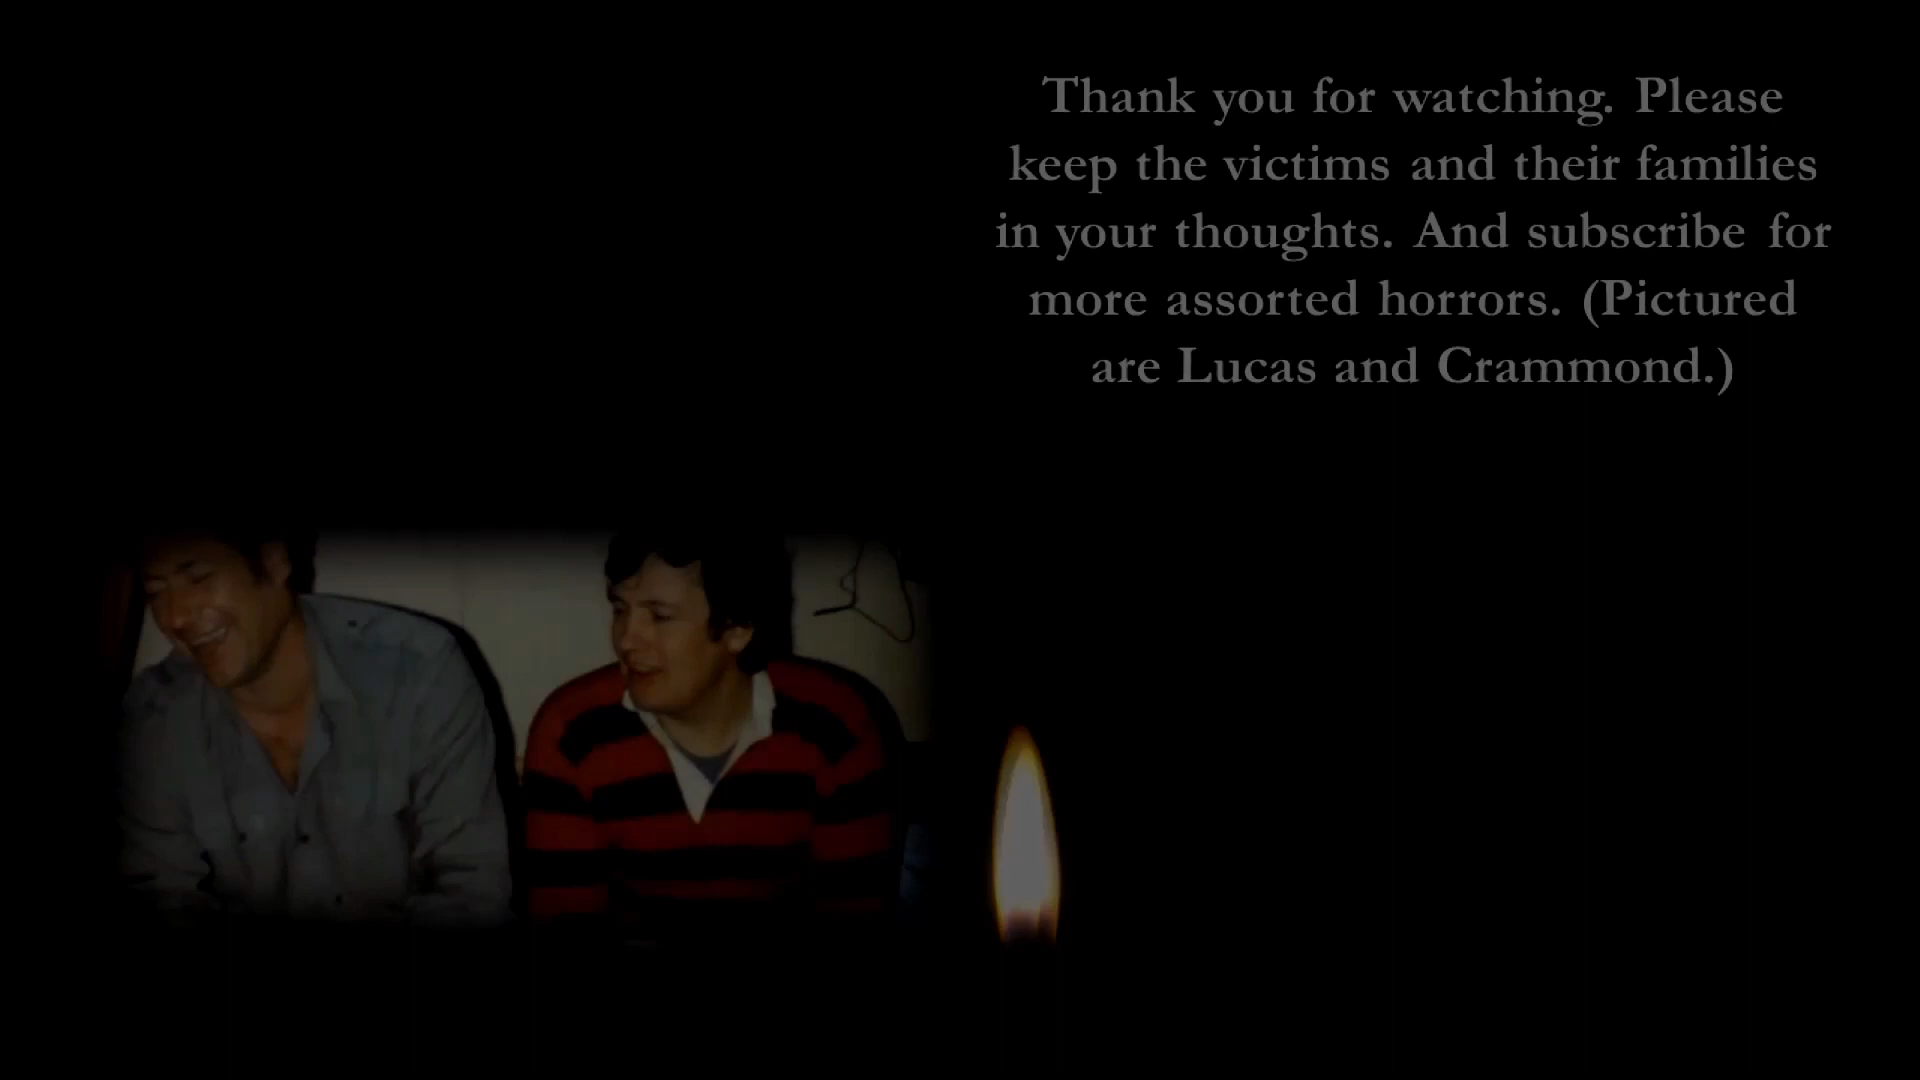 Thank you for watching. Please
keep the victims and their families
in your thoughts. And subscribe for
more assorted horrors. (Pictured
are Lucas and Crammond.)